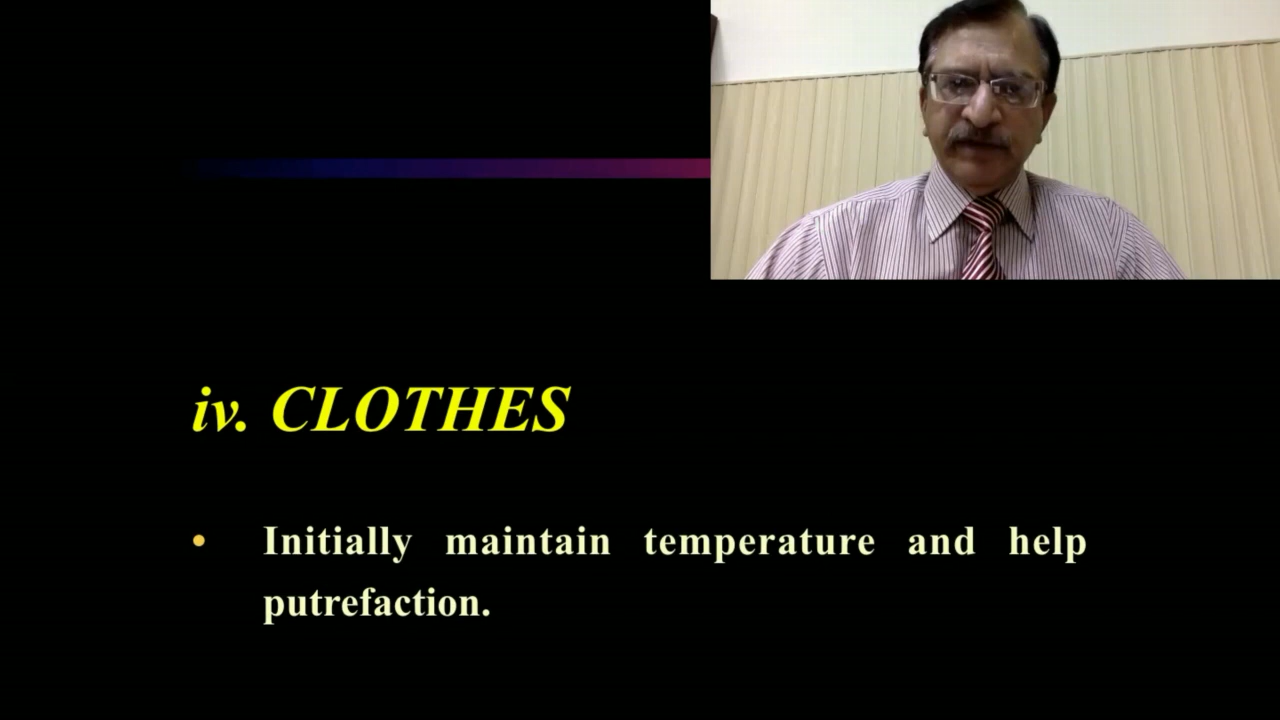 iv. CLOTHES
• Initially maintain temperature and help
putrefaction.